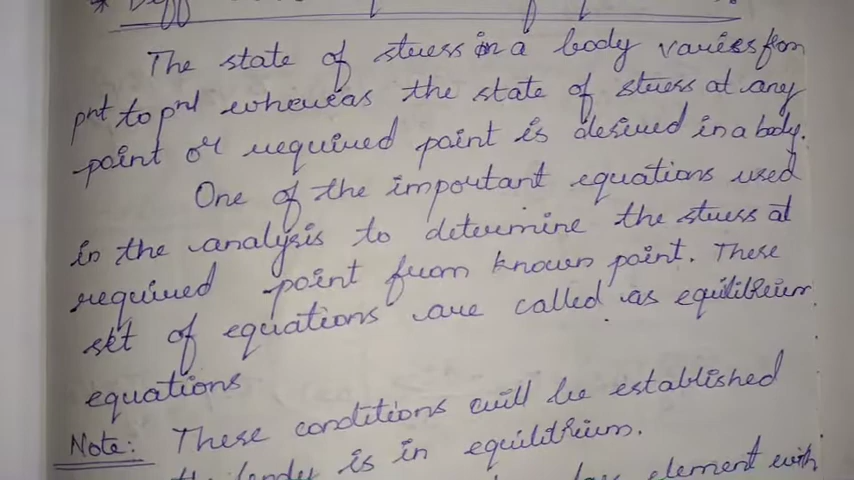 The state of stress in a body varies from
pnt to pnt whereas the state of stress at any
point or required point is desired in a body.
One of the important equations used
in the analysis to determine the stress at
required point from known point. These
set of equations are called as equilibrium
equations
Note: These conditions will be established
the body is in equilibrium.
element with